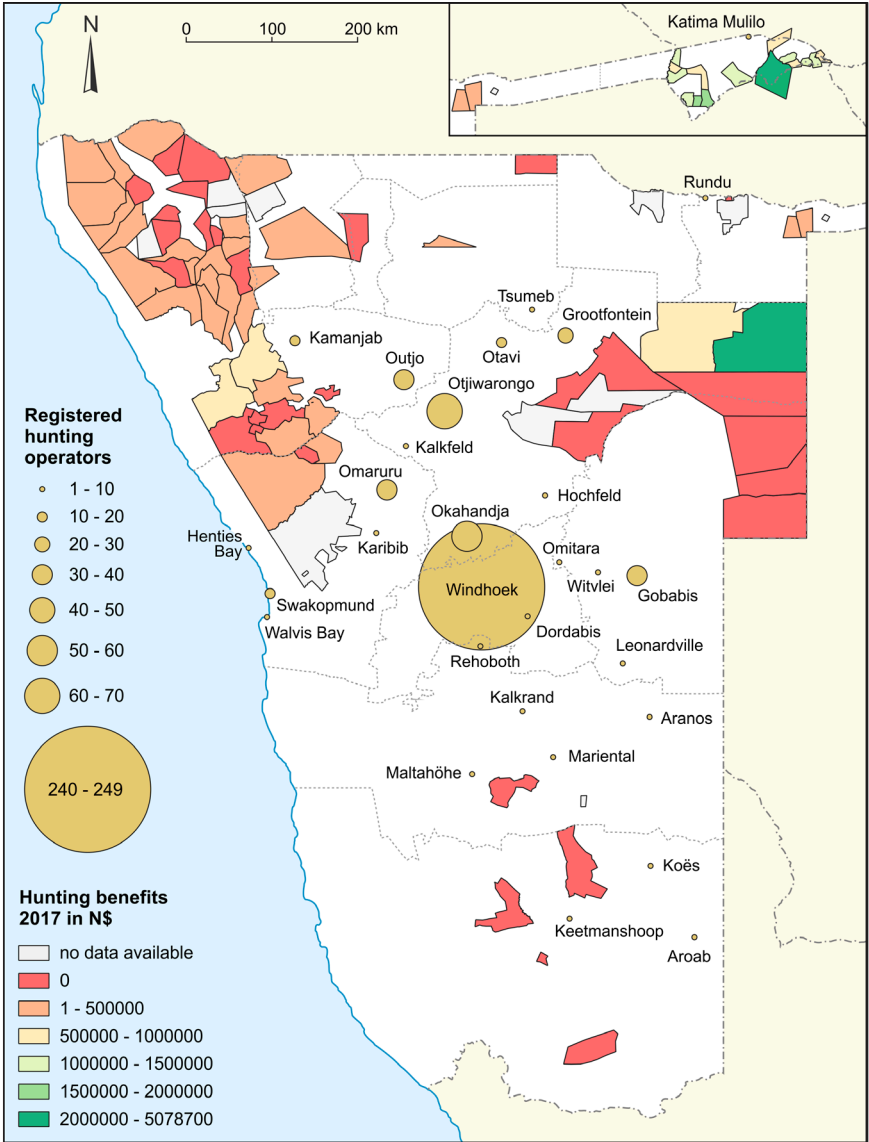 N
0 100 200 km
Katima Mulilo
Rundu
Tsumeb
Grootfontein
Kamanjab
Otavi
Outjo
Otjiwarongo
Kalkfeld
Omaruru
Hochfeld
Okahandja
Henties
Bay
Karibib
Omitara
Windhoek
Witvlei
Gobabis
Swakopmund
Walvis Bay
Dordabis
Rehoboth
Leonardville
Kalkrand
Aranos
Mariental
Maltahöhe
Koës
Keetmanshoop
Aroab
Registered
hunting
operators
1 - 10
10 - 20
20 - 30
30 - 40
40 - 50
50 - 60
60 - 70
240 - 249
Hunting benefits
2017 in N$
no data available
0
1 - 500000
500000 - 1000000
1000000 - 1500000
1500000 - 2000000
2000000 - 5078700